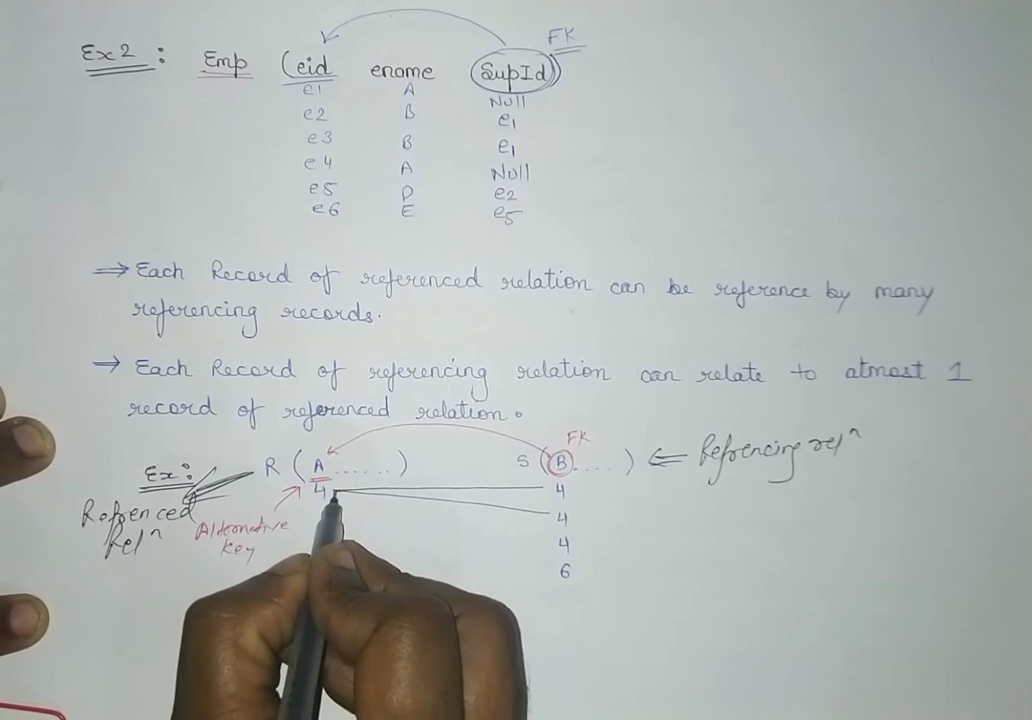 FK
Ex2 : Emp (eid ename SupId)
e1 A Null
e2 B e1
e3 B e1
e4 A Null
e5 D e2
e6 E e5
⇒ Each Record of referenced relation can be reference by many
referencing records.
→ Each Record of referencing relation can relate to atmost 1
record of referenced relation.
FK
Ex: R (A......) S (B....) ⇐ Refrencing relⁿ
4 4
Refrenced Alternative 4
Relⁿ key 4
6